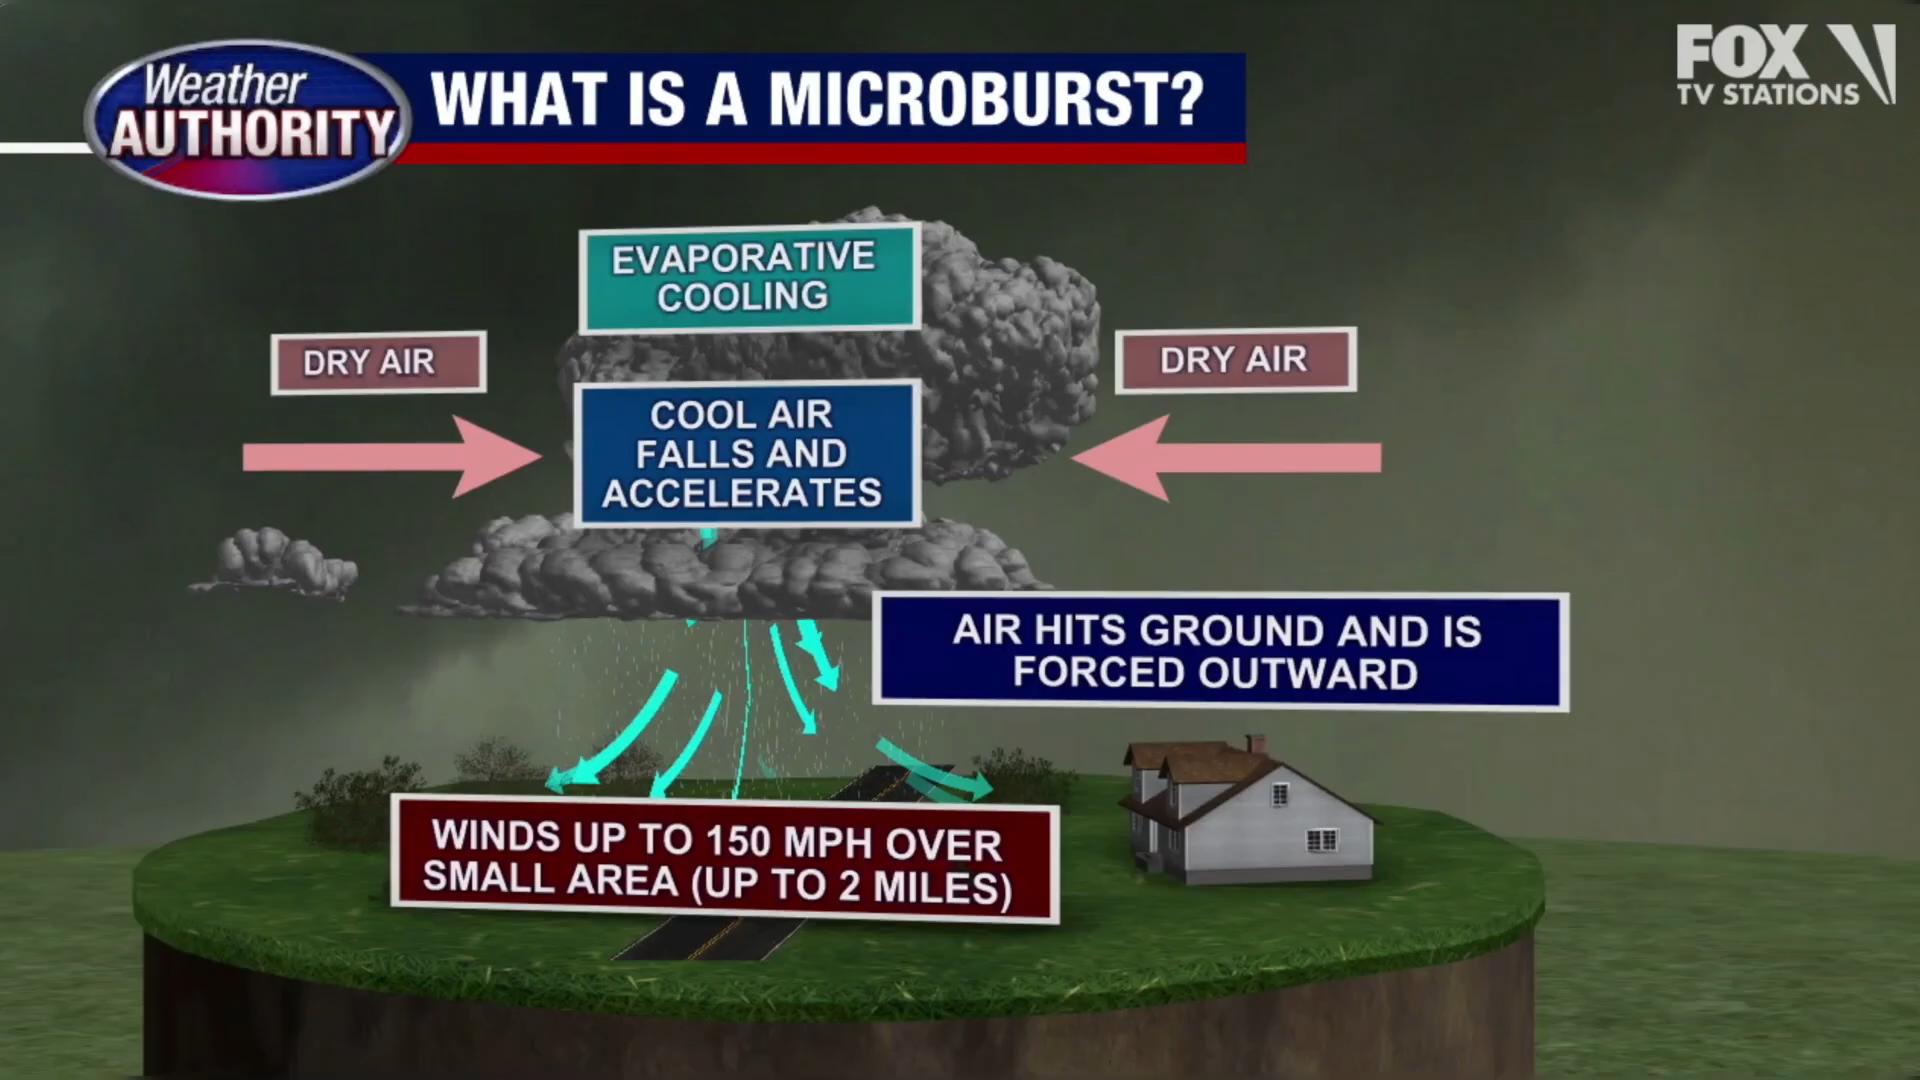 Weather
AUTHORITY
WHAT IS A MICROBURST?
FOX
TV STATIONS
EVAPORATIVE
COOLING
DRY AIR
DRY AIR
COOL AIR
FALLS AND
ACCELERATES
AIR HITS GROUND AND IS
FORCED OUTWARD
WINDS UP TO 150 MPH OVER
SMALL AREA (UP TO 2 MILES)